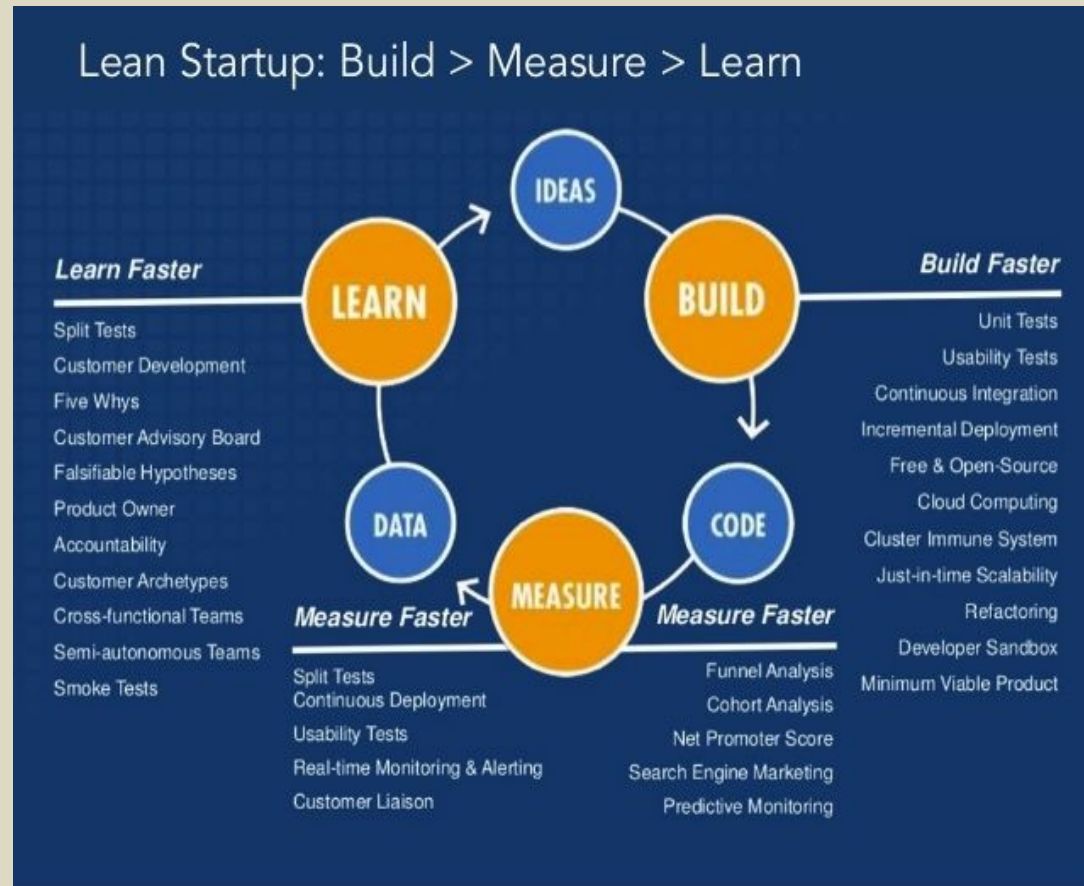 Lean Startup: Build > Measure > Learn
IDEAS
LEARN
BUILD
DATA
CODE
MEASURE
Learn Faster
Split Tests
Customer Development
Five Whys
Customer Advisory Board
Falsifiable Hypotheses
Product Owner
Accountability
Customer Archetypes
Cross-functional Teams
Semi-autonomous Teams
Smoke Tests
Measure Faster
Split Tests
Continuous Deployment
Usability Tests
Real-time Monitoring & Alerting
Customer Liaison
Measure Faster
Funnel Analysis
Cohort Analysis
Net Promoter Score
Search Engine Marketing
Predictive Monitoring
Build Faster
Unit Tests
Usability Tests
Continuous Integration
Incremental Deployment
Free & Open-Source
Cloud Computing
Cluster Immune System
Just-in-time Scalability
Refactoring
Developer Sandbox
Minimum Viable Product